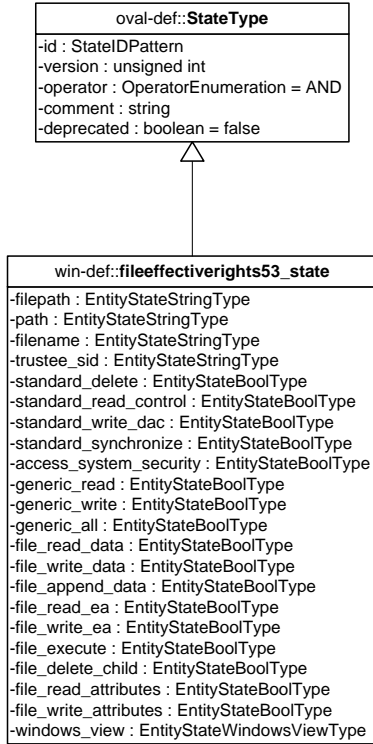 oval-def::StateType
-id : StateIDPattern
-version : unsigned int
-operator : OperatorEnumeration = AND
-comment : string
-deprecated : boolean = false
win-def::fileeffectiverights53_state
-filepath : EntityStateStringType
-path : EntityStateStringType
-filename : EntityStateStringType
-trustee_sid : EntityStateStringType
-standard_delete : EntityStateBoolType
-standard_read_control : EntityStateBoolType
-standard_write_dac : EntityStateBoolType
-standard_synchronize : EntityStateBoolType
-access_system_security : EntityStateBoolType
-generic_read : EntityStateBoolType
-generic_write : EntityStateBoolType
-generic_all : EntityStateBoolType
-file_read_data : EntityStateBoolType
-file_write_data : EntityStateBoolType
-file_append_data : EntityStateBoolType
-file_read_ea : EntityStateBoolType
-file_write_ea : EntityStateBoolType
-file_execute : EntityStateBoolType
-file_delete_child : EntityStateBoolType
-file_read_attributes : EntityStateBoolType
-file_write_attributes : EntityStateBoolType
-windows_view : EntityStateWindowsViewType